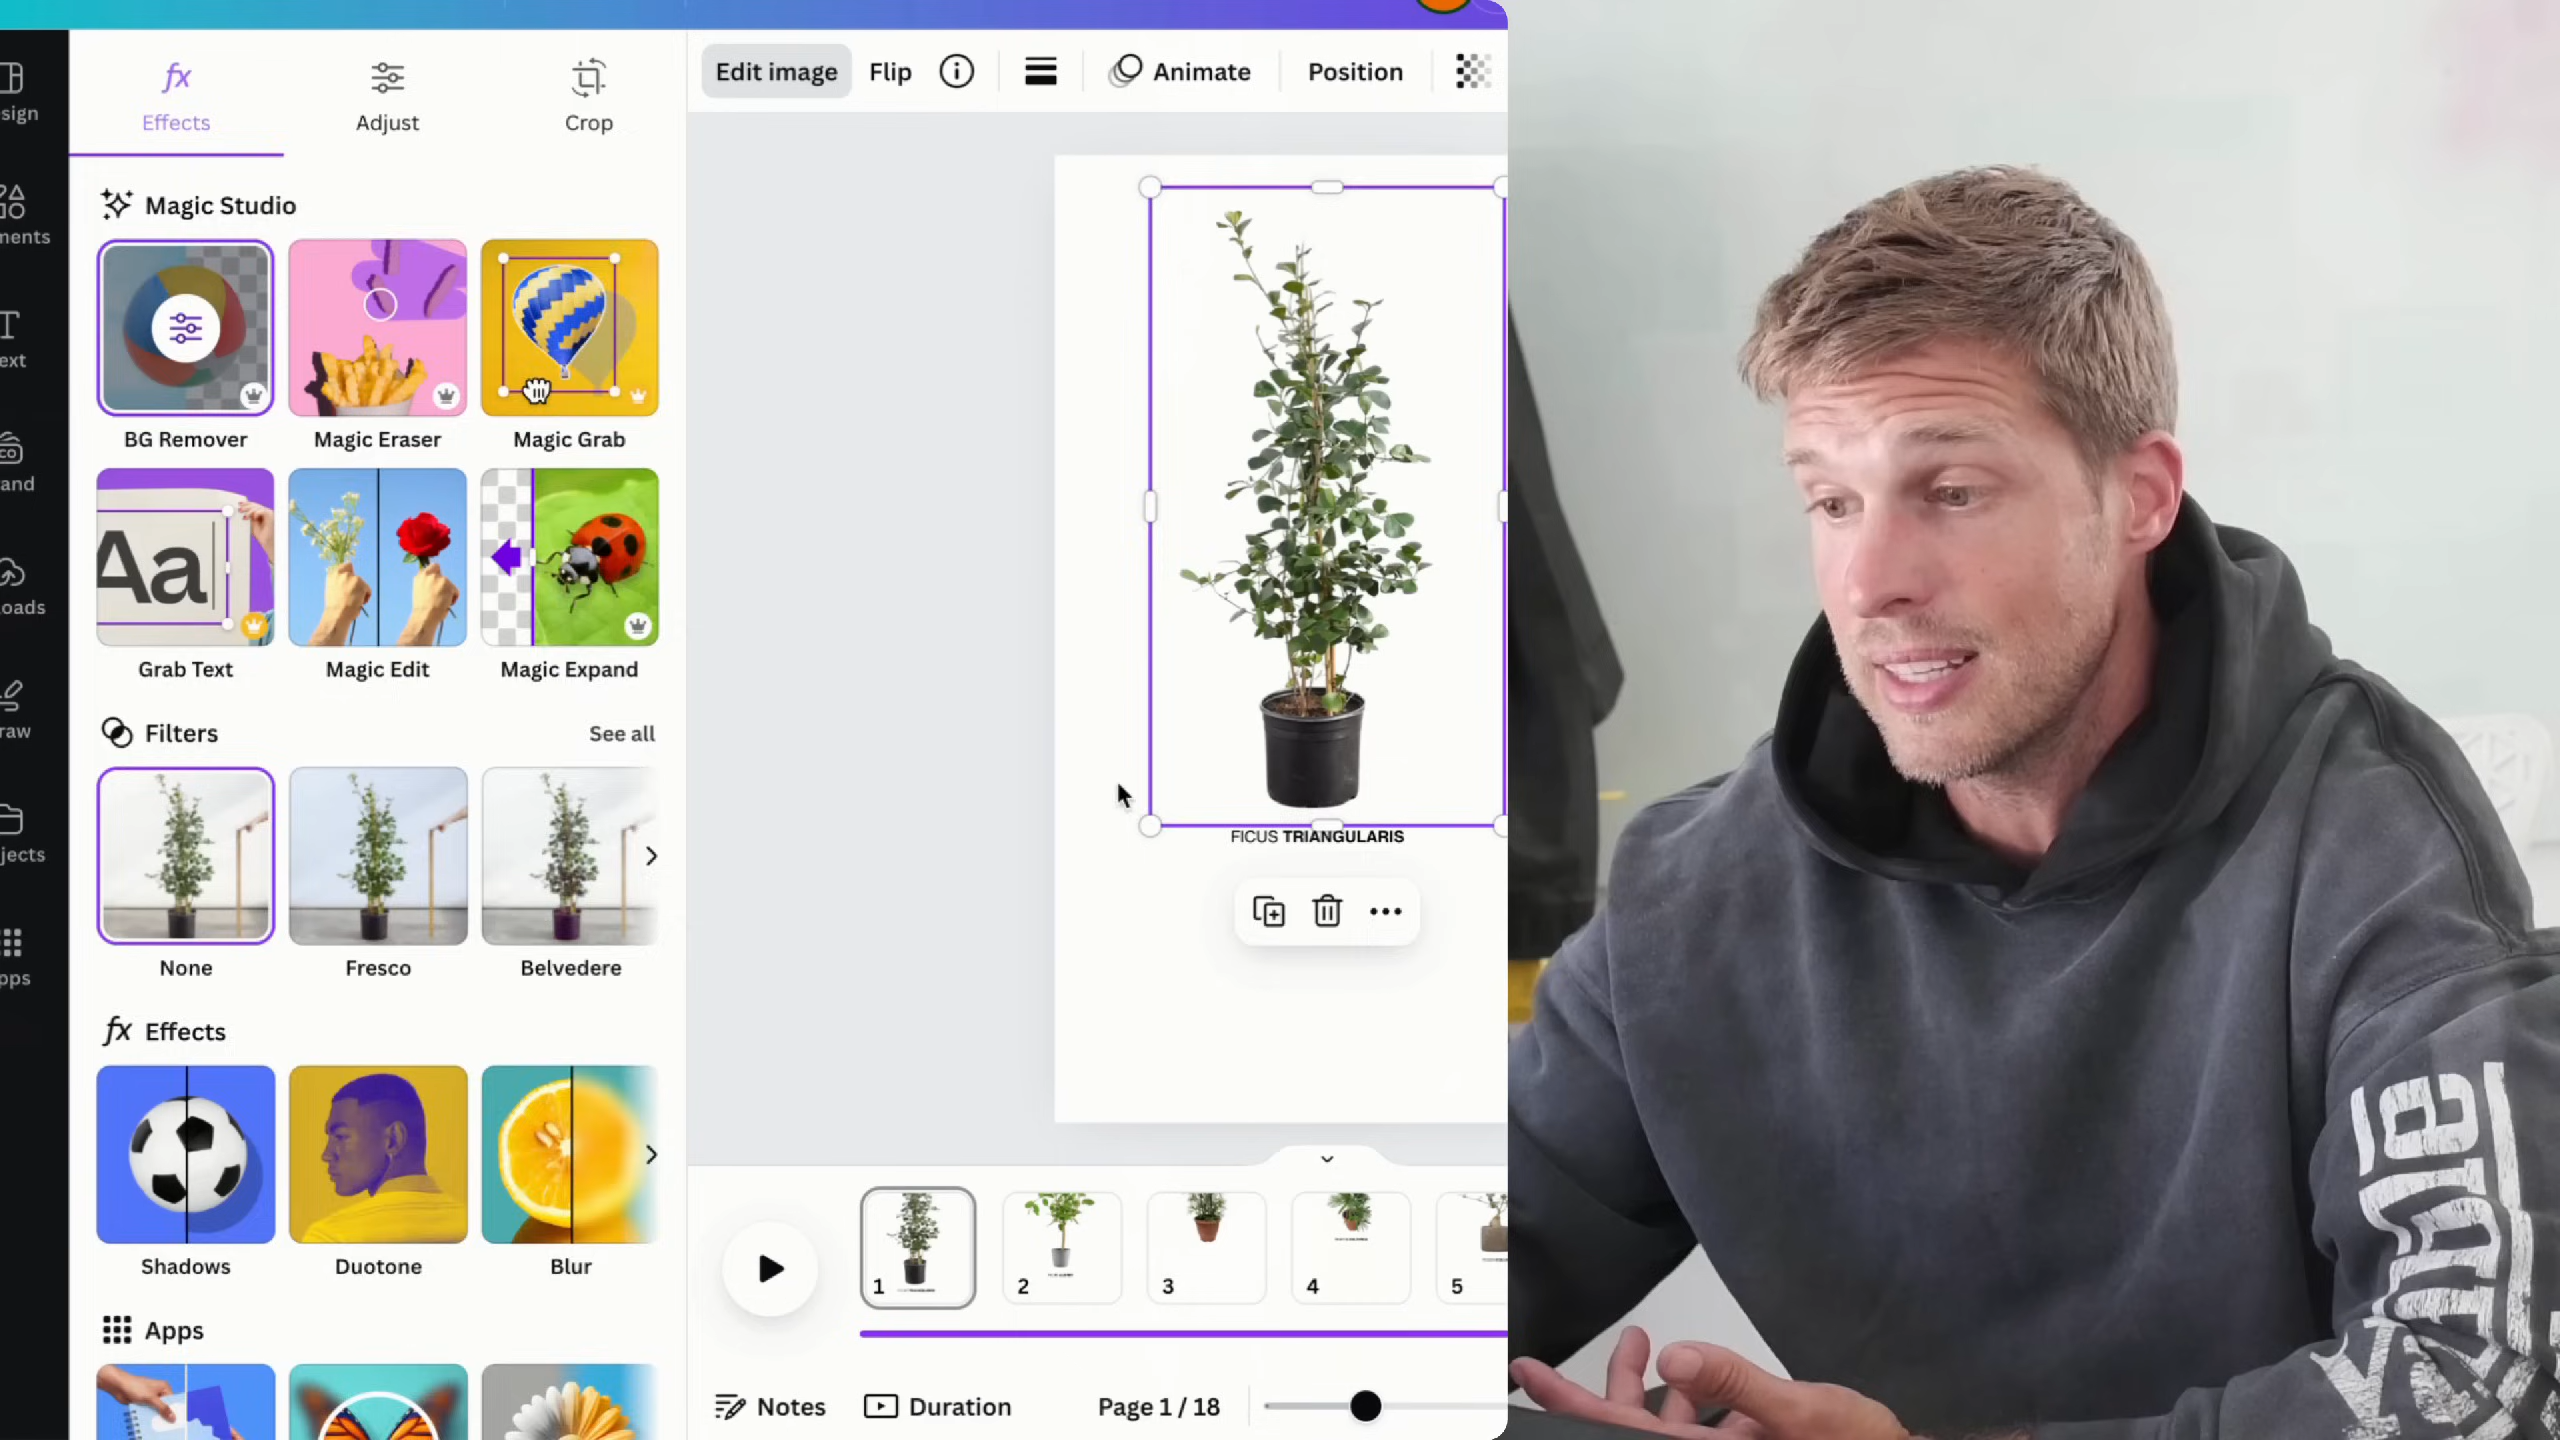 Edit image
Flip
Animate
Position
Effects
Adjust
Crop
sign
Magic Studio
ments
ext
BG Remover
Magic Eraser
Magic Grab
and
Aa
oads
Grab Text
Magic Edit
Magic Expand
raw
Filters
See all
FICUS TRIANGULARIS
jects
None
Fresco
Belvedere
pps
fx Effects
Shadows
Duotone
Blur
1
2
3
4
5
Apps
Notes
Duration
Page 1 / 18